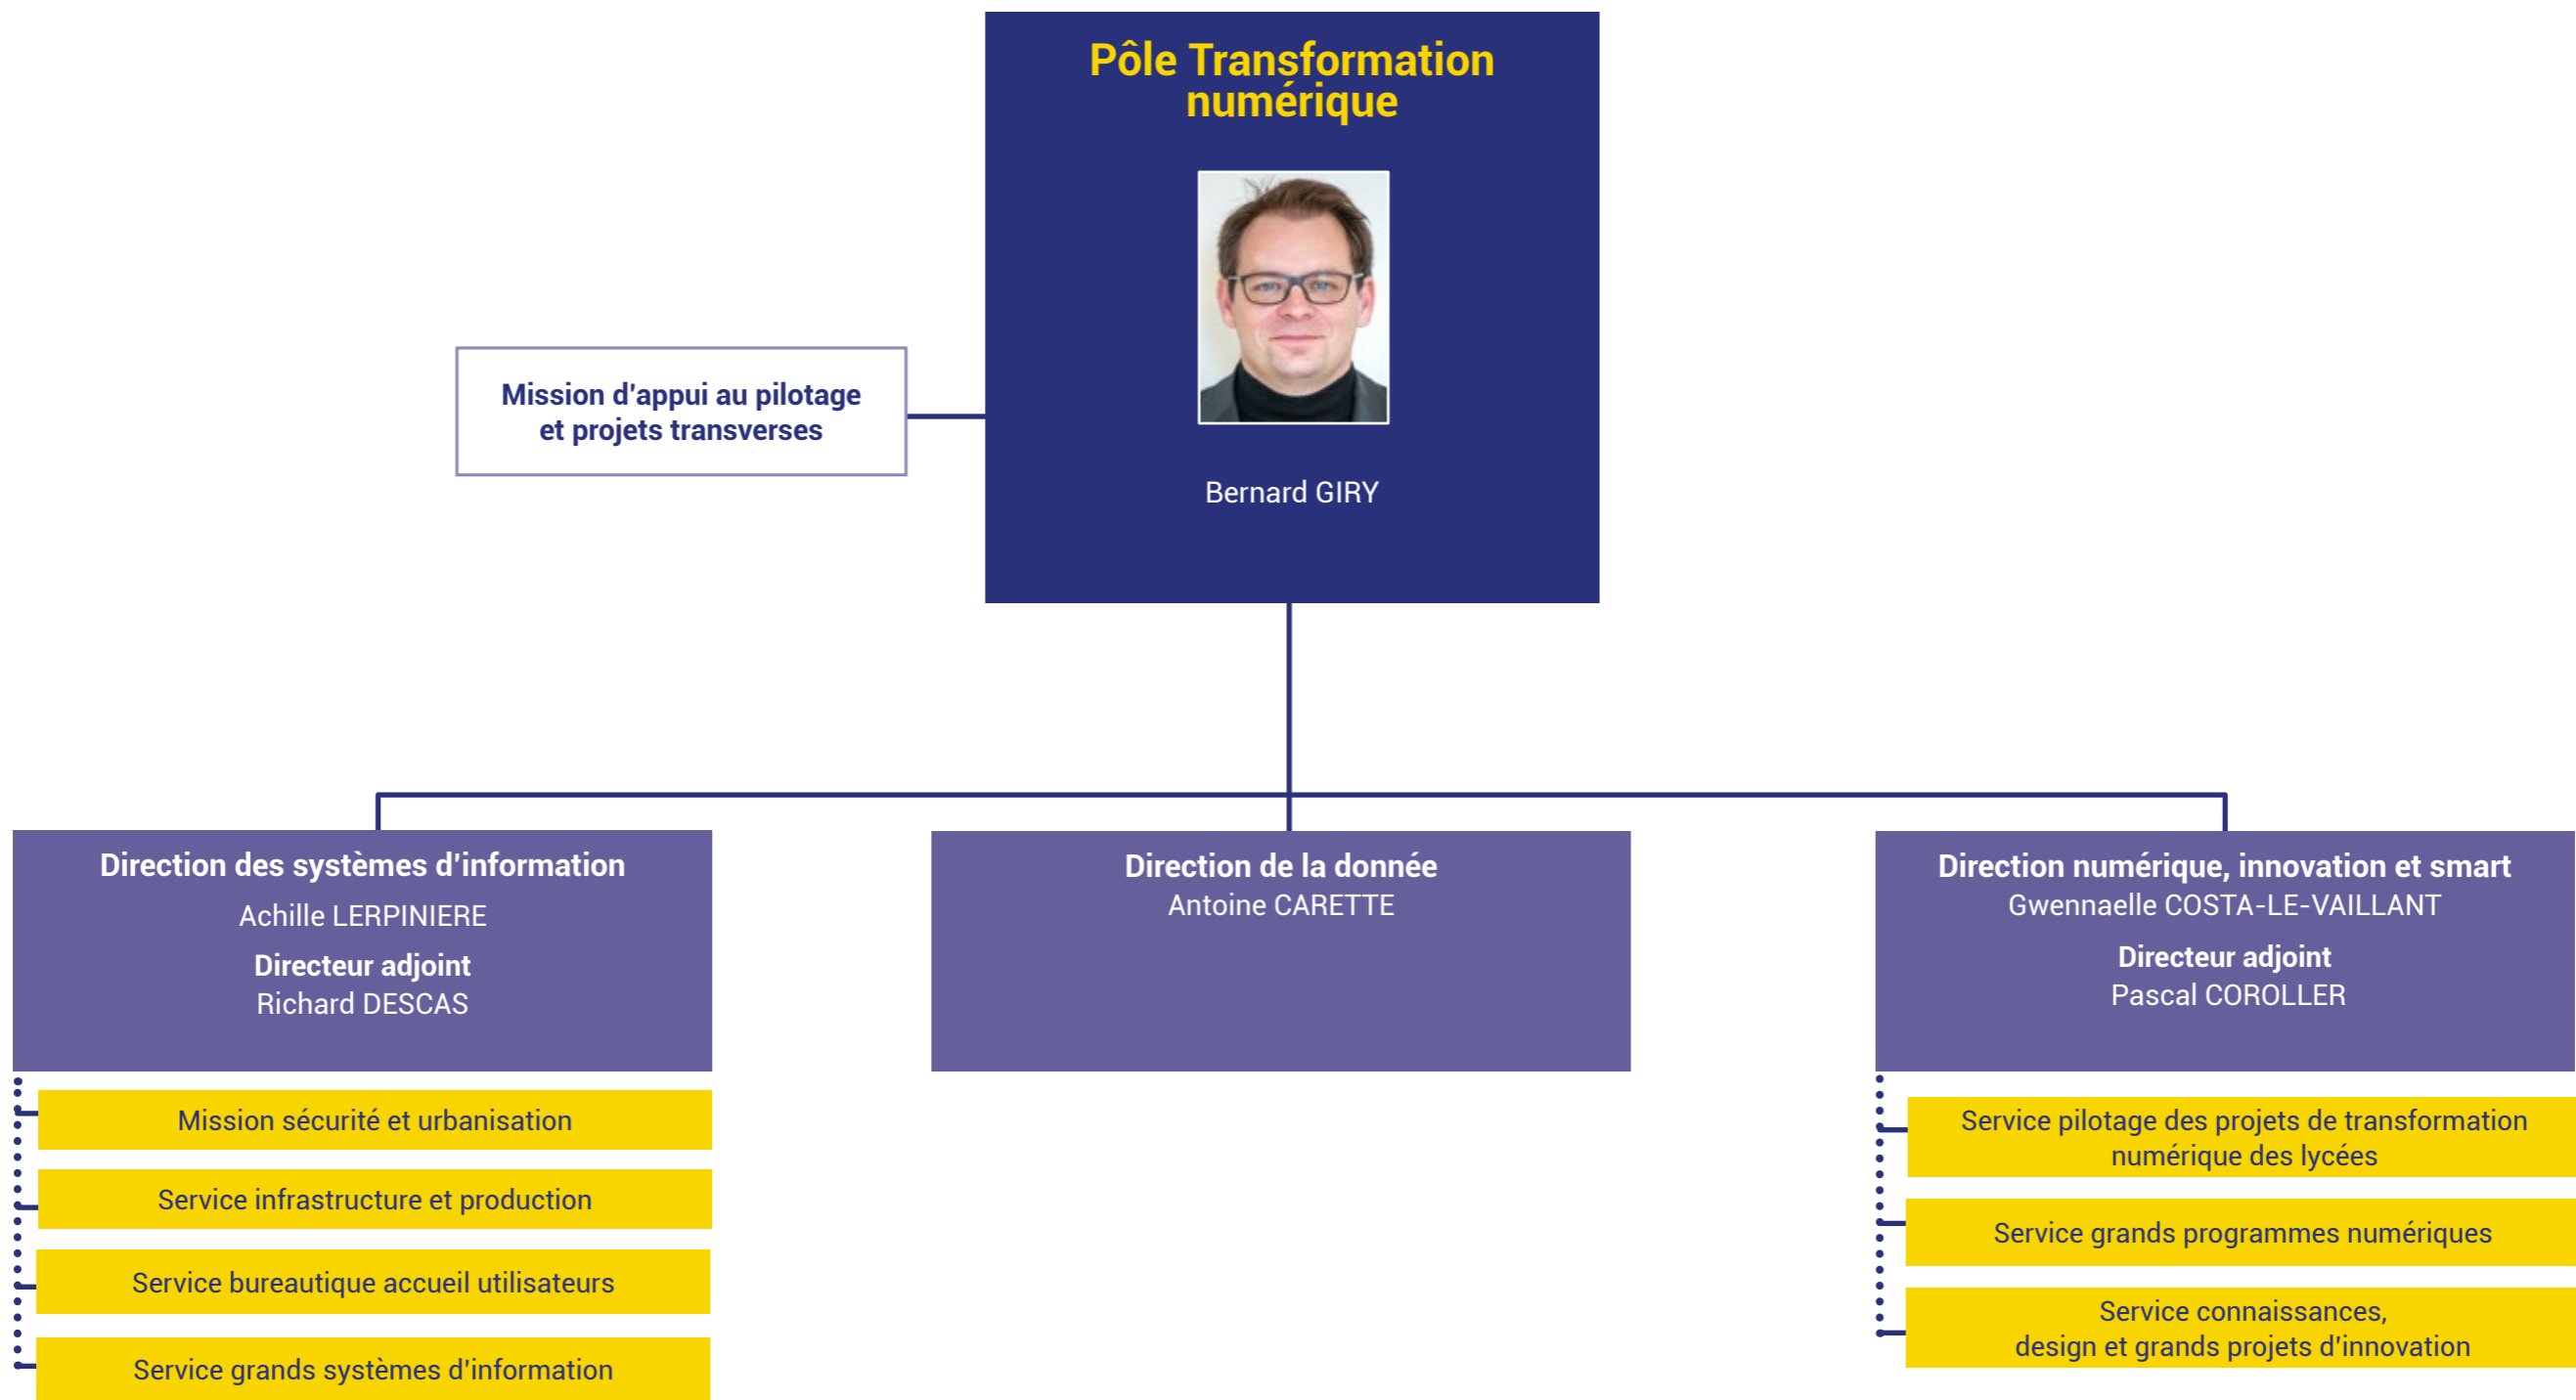 Pôle Transformation
numérique
Mission d'appui au pilotage
et projets transverses
Bernard GIRY
Direction des systèmes d'information
Achille LERPINIERE
Directeur adjoint
Richard DESCAS
Mission sécurité et urbanisation
Service infrastructure et production
Service bureautique accueil utilisateurs
Service grands systèmes d'information
Direction de la donnée
Antoine CARETTE
Direction numérique, innovation et smart
Gwennaelle COSTA-LE-VAILLANT
Directeur adjoint
Pascal COROLLER
Service pilotage des projets de transformation
numérique des lycées
Service grands programmes numériques
Service connaissances,
design et grands projets d'innovation